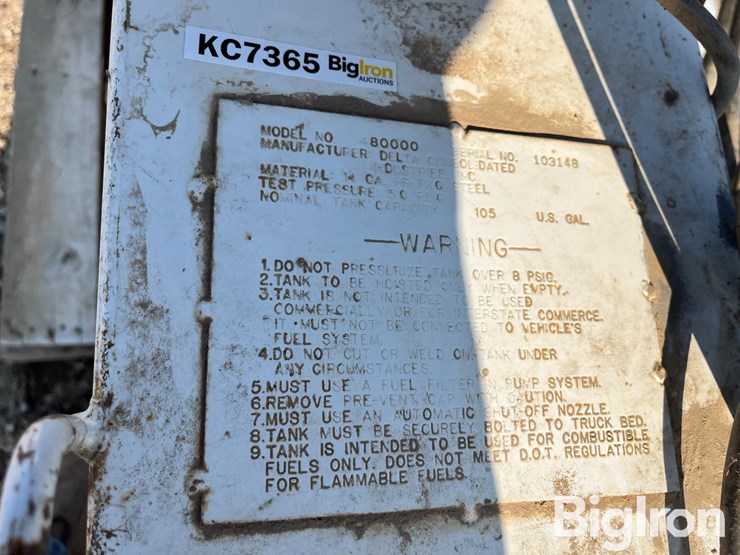 KC7365 BigIron
AUCTIONS
MODEL NO 480000 SERIAL NO. 103148
MANUFACTURER DELTA CONSOLIDATED
INDUSTRIES
MATERIAL 14 GA. STEEL
TEST PRESSURE
NOMINAL TANK CAPACITY 105 U.S. GAL.
—WARNING—
1. DO NOT PRESSURIZE TANK OVER 8 PSIG.
2. TANK TO BE HOISTED ONLY WHEN EMPTY.
3. TANK IS NOT INTENDED TO BE USED
COMMERCIALLY OR FOR INTERSTATE COMMERCE.
IT MUST NOT BE CONNECTED TO VEHICLE'S
FUEL SYSTEM.
4. DO NOT CUT OR WELD ON TANK UNDER
ANY CIRCUMSTANCES.
5. MUST USE A FUEL FILTER IN PUMP SYSTEM.
6. REMOVE PRE-VENT CAP WITH CAUTION.
7. MUST USE AN AUTOMATIC SHUT-OFF NOZZLE.
8. TANK MUST BE SECURELY BOLTED TO TRUCK BED.
9. TANK IS INTENDED TO BE USED FOR COMBUSTIBLE
FUELS ONLY. DOES NOT MEET D.O.T. REGULATIONS
FOR FLAMMABLE FUELS.
BigIron